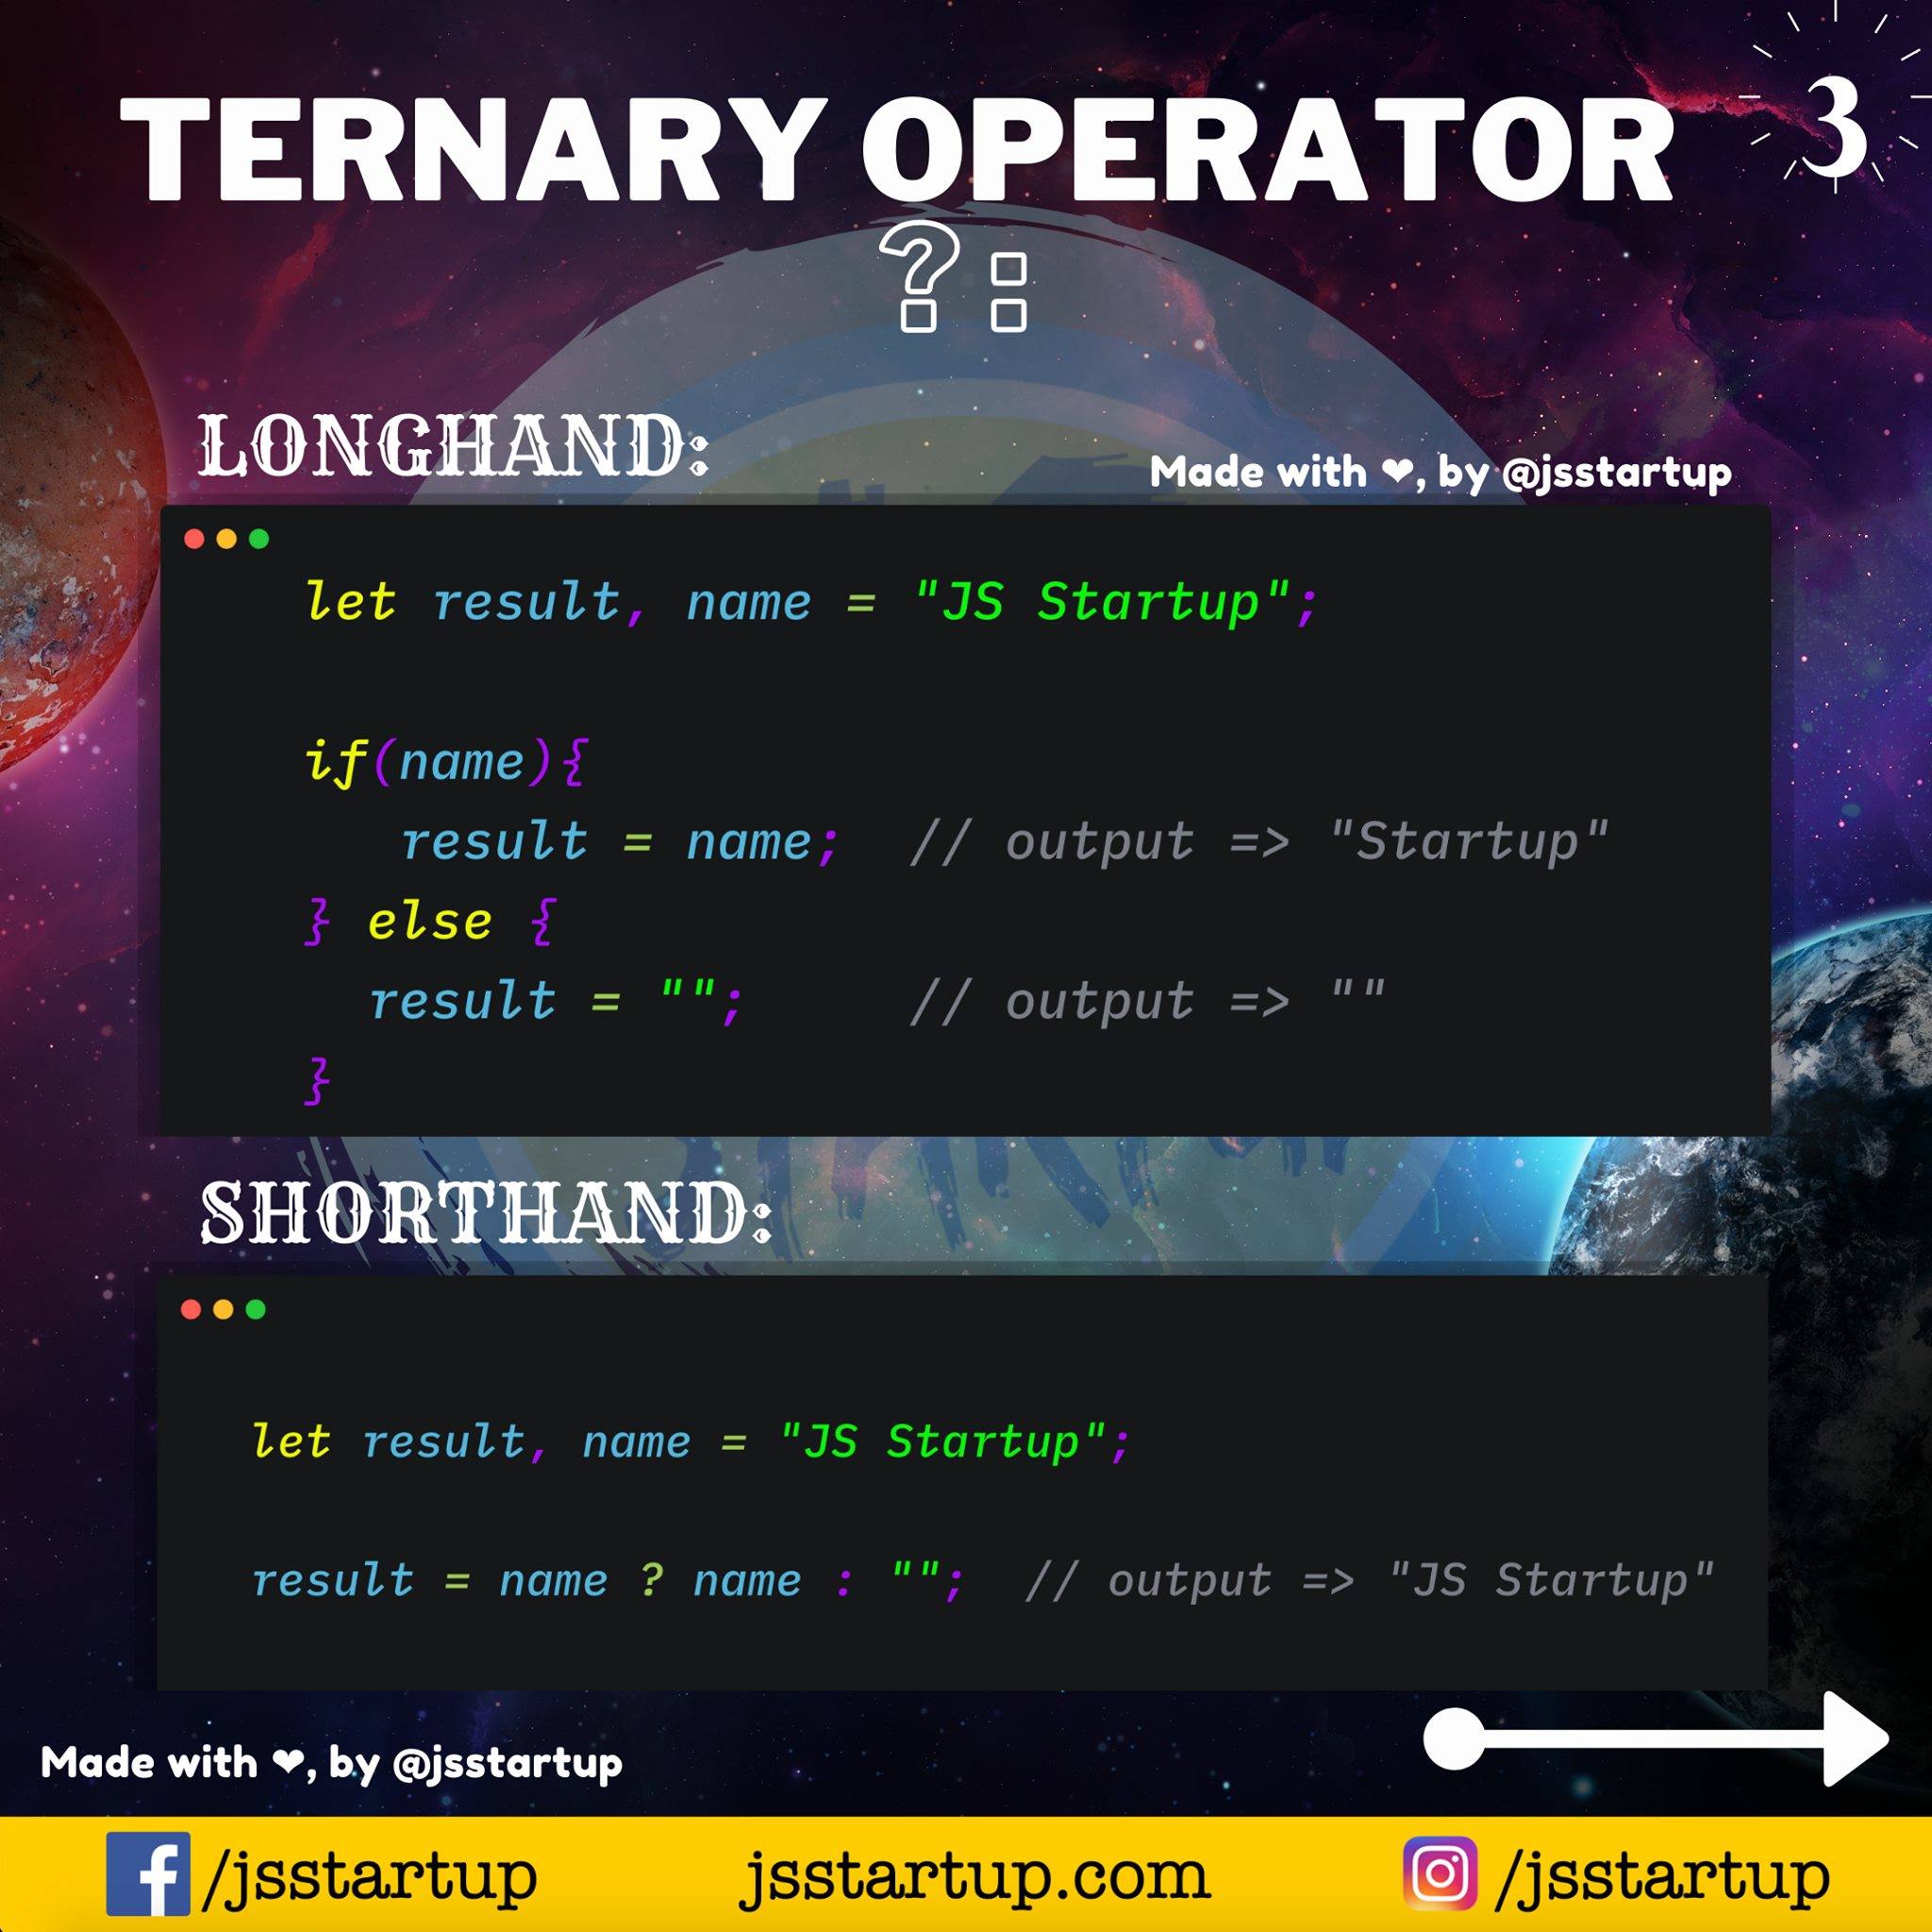 TERNARY OPERATOR
3
?:
LONGHAND:
Made with ❤, by @jsstartup
let result, name = "JS Startup";
if(name){
result = name; // output => "Startup"
} else {
result = ""; // output => ""
}
SHORTHAND:
let result, name = "JS Startup";
result = name ? name : ""; // output => "JS Startup"
Made with ❤, by @jsstartup
/jsstartup jsstartup.com /jsstartup